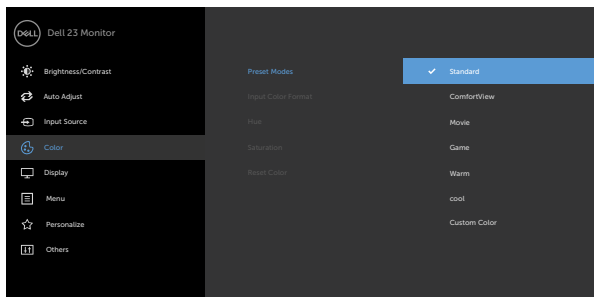 DELL
Dell 23 Monitor
Brightness/Contrast
Auto Adjust
Input Source
Color
Display
Menu
Personalize
Others
Preset Modes
Input Color Format
Hue
Saturation
Reset Color
Standard
ComfortView
Movie
Game
Warm
cool
Custom Color